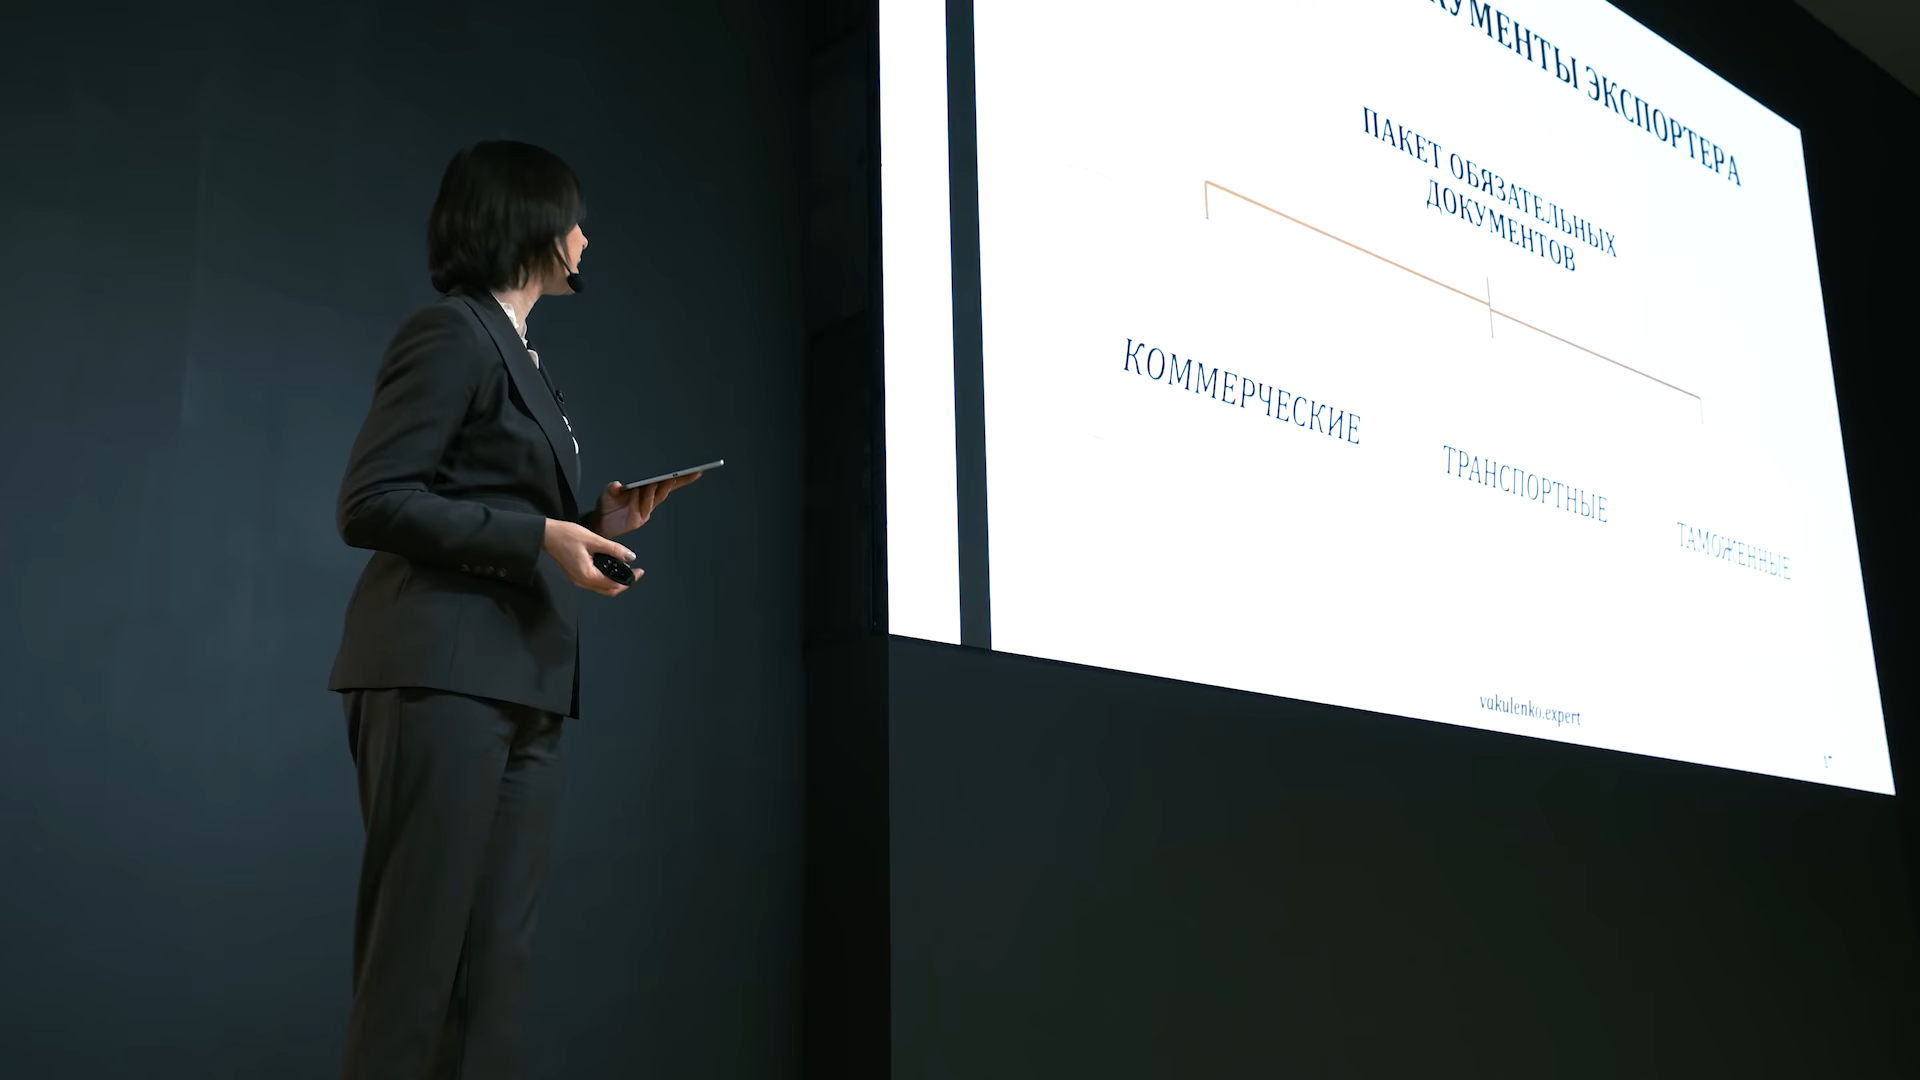 КУМЕНТЫ ЭКСПОРТЕРА
ПАКЕТ ОБЯЗАТЕЛЬНЫХ
ДОКУМЕНТОВ
КОММЕРЧЕСКИЕ
ТРАНСПОРТНЫЕ
ТАМОЖЕННЫЕ
vakulenko.expert